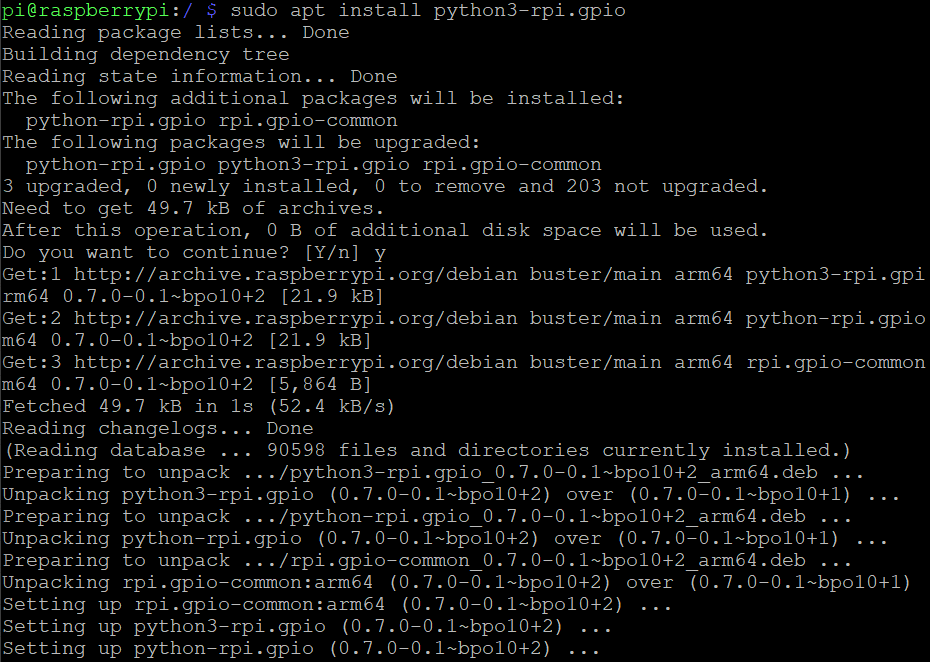 pi@raspberrypi:/ $ sudo apt install python3-rpi.gpio
Reading package lists... Done
Building dependency tree
Reading state information... Done
The following additional packages will be installed:
  python-rpi.gpio rpi.gpio-common
The following packages will be upgraded:
  python-rpi.gpio python3-rpi.gpio rpi.gpio-common
3 upgraded, 0 newly installed, 0 to remove and 203 not upgraded.
Need to get 49.7 kB of archives.
After this operation, 0 B of additional disk space will be used.
Do you want to continue? [Y/n] y
Get:1 http://archive.raspberrypi.org/debian buster/main arm64 python3-rpi.gpi
rm64 0.7.0-0.1~bpo10+2 [21.9 kB]
Get:2 http://archive.raspberrypi.org/debian buster/main arm64 python-rpi.gpio
m64 0.7.0-0.1~bpo10+2 [21.9 kB]
Get:3 http://archive.raspberrypi.org/debian buster/main arm64 rpi.gpio-common
m64 0.7.0-0.1~bpo10+2 [5,864 B]
Fetched 49.7 kB in 1s (52.4 kB/s)
Reading changelogs... Done
(Reading database ... 90598 files and directories currently installed.)
Preparing to unpack .../python3-rpi.gpio_0.7.0-0.1~bpo10+2_arm64.deb ...
Unpacking python3-rpi.gpio (0.7.0-0.1~bpo10+2) over (0.7.0-0.1~bpo10+1) ...
Preparing to unpack .../python-rpi.gpio_0.7.0-0.1~bpo10+2_arm64.deb ...
Unpacking python-rpi.gpio (0.7.0-0.1~bpo10+2) over (0.7.0-0.1~bpo10+1) ...
Preparing to unpack .../rpi.gpio-common_0.7.0-0.1~bpo10+2_arm64.deb ...
Unpacking rpi.gpio-common:arm64 (0.7.0-0.1~bpo10+2) over (0.7.0-0.1~bpo10+1)
Setting up rpi.gpio-common:arm64 (0.7.0-0.1~bpo10+2) ...
Setting up python3-rpi.gpio (0.7.0-0.1~bpo10+2) ...
Setting up python-rpi.gpio (0.7.0-0.1~bpo10+2) ...